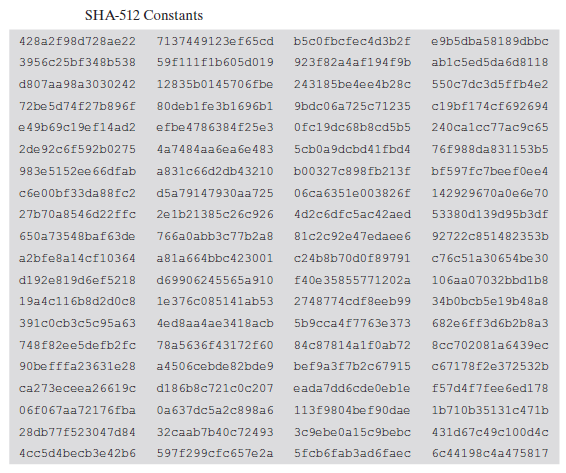 SHA-512 Constants
428a2f98d728ae22 7137449123ef65cd b5c0fbcfec4d3b2f e9b5dba58189dbbc
3956c25bf348b538 59f111f1b605d019 923f82a4af194f9b ab1c5ed5da6d8118
d807aa98a3030242 12835b0145706fbe 243185be4ee4b28c 550c7dc3d5ffb4e2
72be5d74f27b896f 80deb1fe3b1696b1 9bdc06a725c71235 c19bf174cf692694
e49b69c19ef14ad2 efbe4786384f25e3 0fc19dc68b8cd5b5 240ca1cc77ac9c65
2de92c6f592b0275 4a7484aa6ea6e483 5cb0a9dcbd41fbd4 76f988da831153b5
983e5152ee66dfab a831c66d2db43210 b00327c898fb213f bf597fc7beef0ee4
c6e00bf33da88fc2 d5a79147930aa725 06ca6351e003826f 142929670a0e6e70
27b70a8546d22ffc 2e1b21385c26c926 4d2c6dfc5ac42aed 53380d139d95b3df
650a73548baf63de 766a0abb3c77b2a8 81c2c92e47edaee6 92722c851482353b
a2bfe8a14cf10364 a81a664bbc423001 c24b8b70d0f89791 c76c51a30654be30
d192e819d6ef5218 d69906245565a910 f40e35855771202a 106aa07032bbd1b8
19a4c116b8d2d0c8 1e376c085141ab53 2748774cdf8eeb99 34b0bcb5e19b48a8
391c0cb3c5c95a63 4ed8aa4ae3418acb 5b9cca4f7763e373 682e6ff3d6b2b8a3
748f82ee5defb2fc 78a5636f43172f60 84c87814a1f0ab72 8cc702081a6439ec
90befffa23631e28 a4506cebde82bde9 bef9a3f7b2c67915 c67178f2e372532b
ca273eceea26619c d186b8c721c0c207 eada7dd6cde0eb1e f57d4f7fee6ed178
06f067aa72176fba 0a637dc5a2c898a6 113f9804bef90dae 1b710b35131c471b
28db77f523047d84 32caab7b40c72493 3c9ebe0a15c9bebc 431d67c49c100d4c
4cc5d4becb3e42b6 597f299cfc657e2a 5fcb6fab3ad6faec 6c44198c4a475817